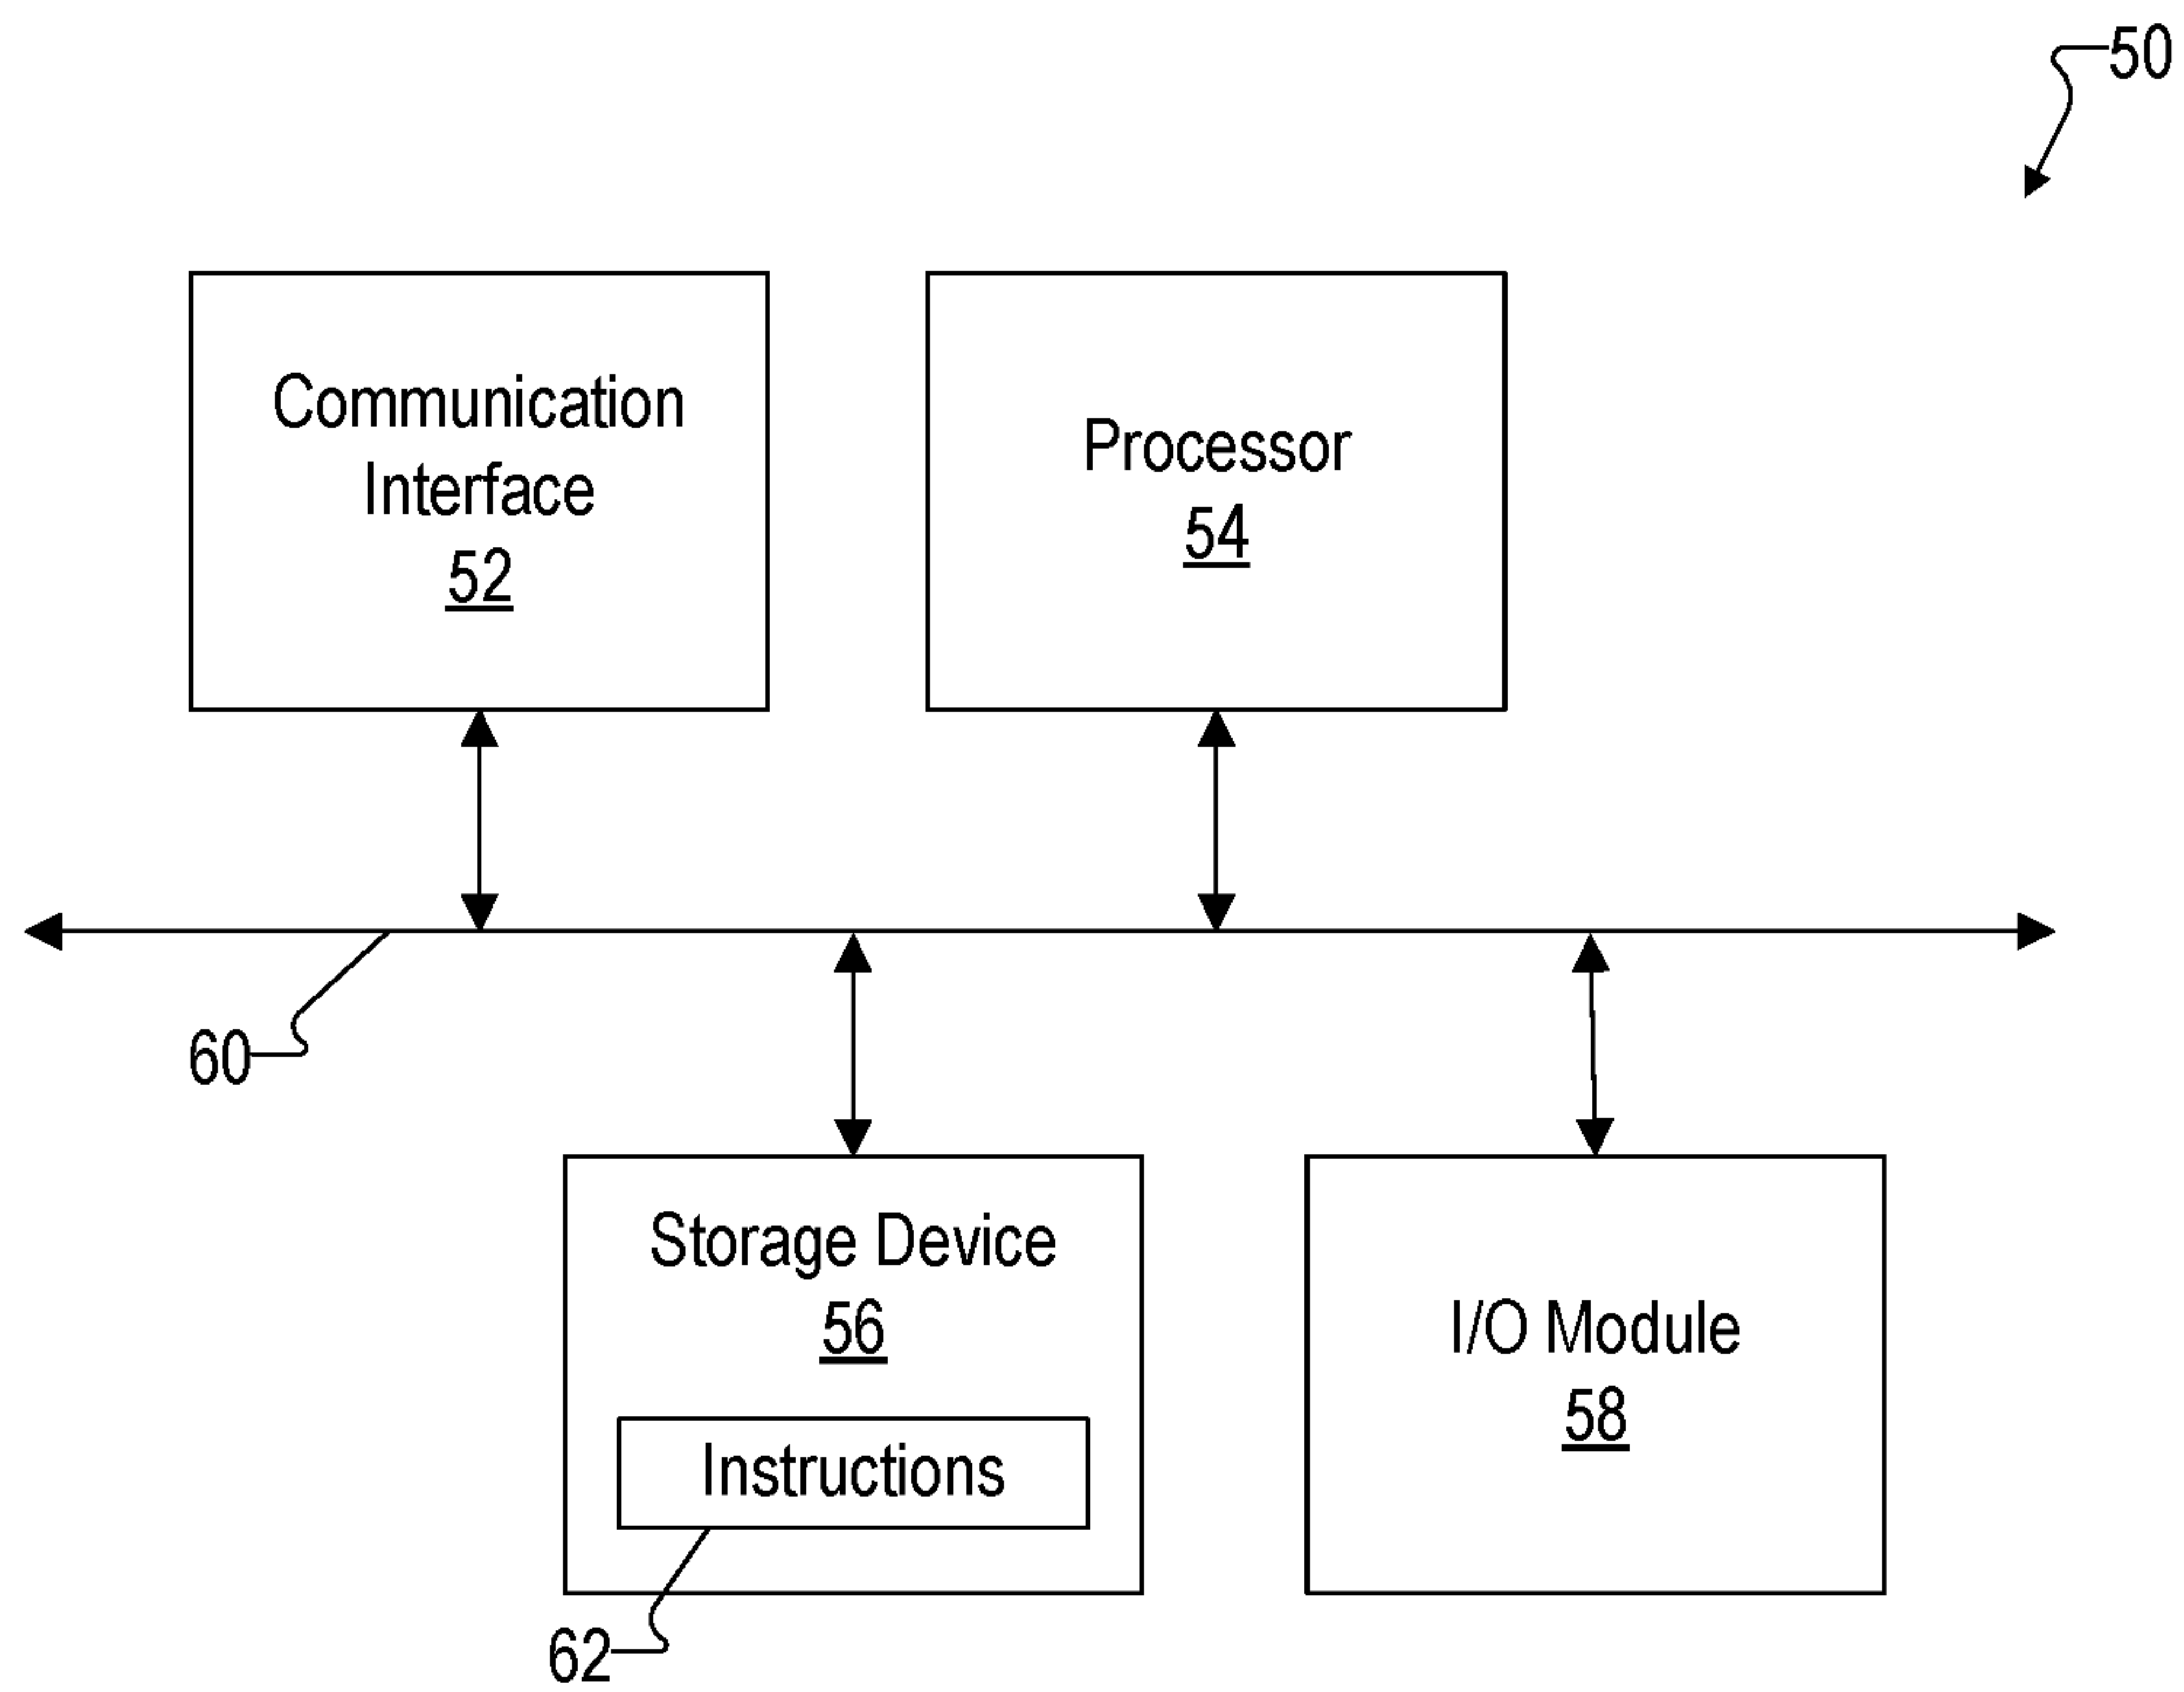 50
Communication
Interface
52
Processor
54
60
Storage Device
56
Instructions
62
I/O Module
58